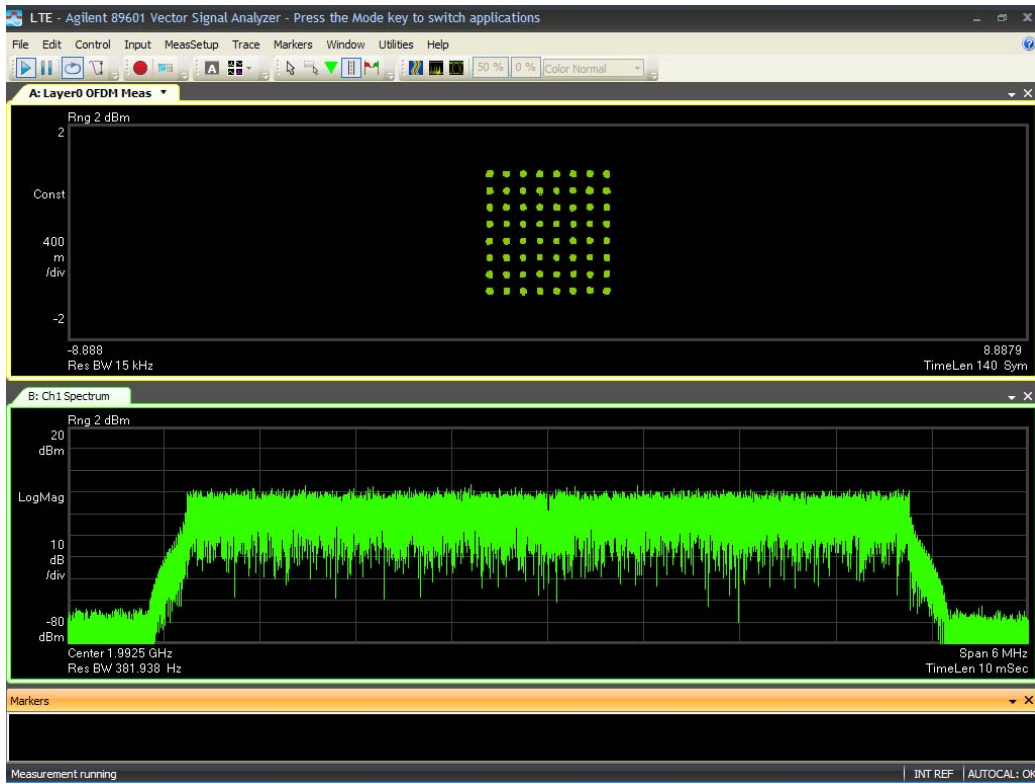 LTE - Agilent 89601 Vector Signal Analyzer - Press the Mode key to switch applications
File Edit Control Input MeasSetup Trace Markers Window Utilities Help
A 50 % 0 % Color Normal
A: Layer0 OFDM Meas
Rng 2 dBm
2
Const
400
m
/div
-2
-8.888 8.8879
Res BW 15 kHz TimeLen 140 Sym
B: Ch1 Spectrum
Rng 2 dBm
20
dBm
LogMag
10
dB
/div
-80
dBm
Center 1.9925 GHz Span 6 MHz
Res BW 381.938 Hz TimeLen 10 mSec
Markers
Measurement running INT REF AUTOCAL: OK